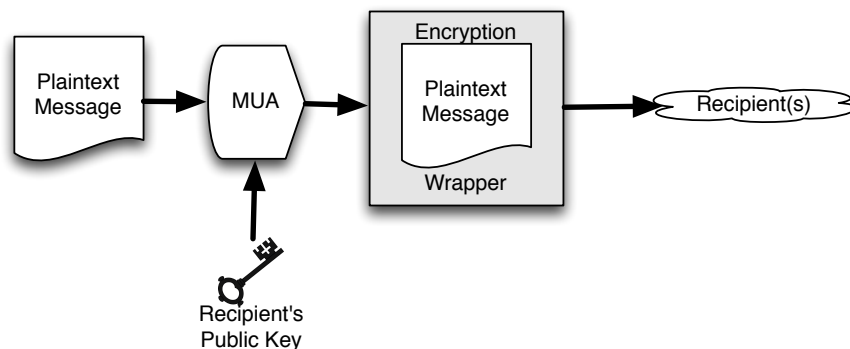 Plaintext
Message
MUA
Encryption
Plaintext
Message
Wrapper
Recipient(s)
Recipient's
Public Key